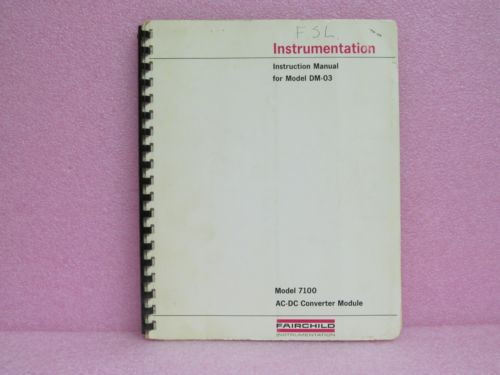 FSL
Instrumentation
Instruction Manual
for Model DM-03
Model 7100
AC-DC Converter Module
FAIRCHILD
INSTRUMENTATION